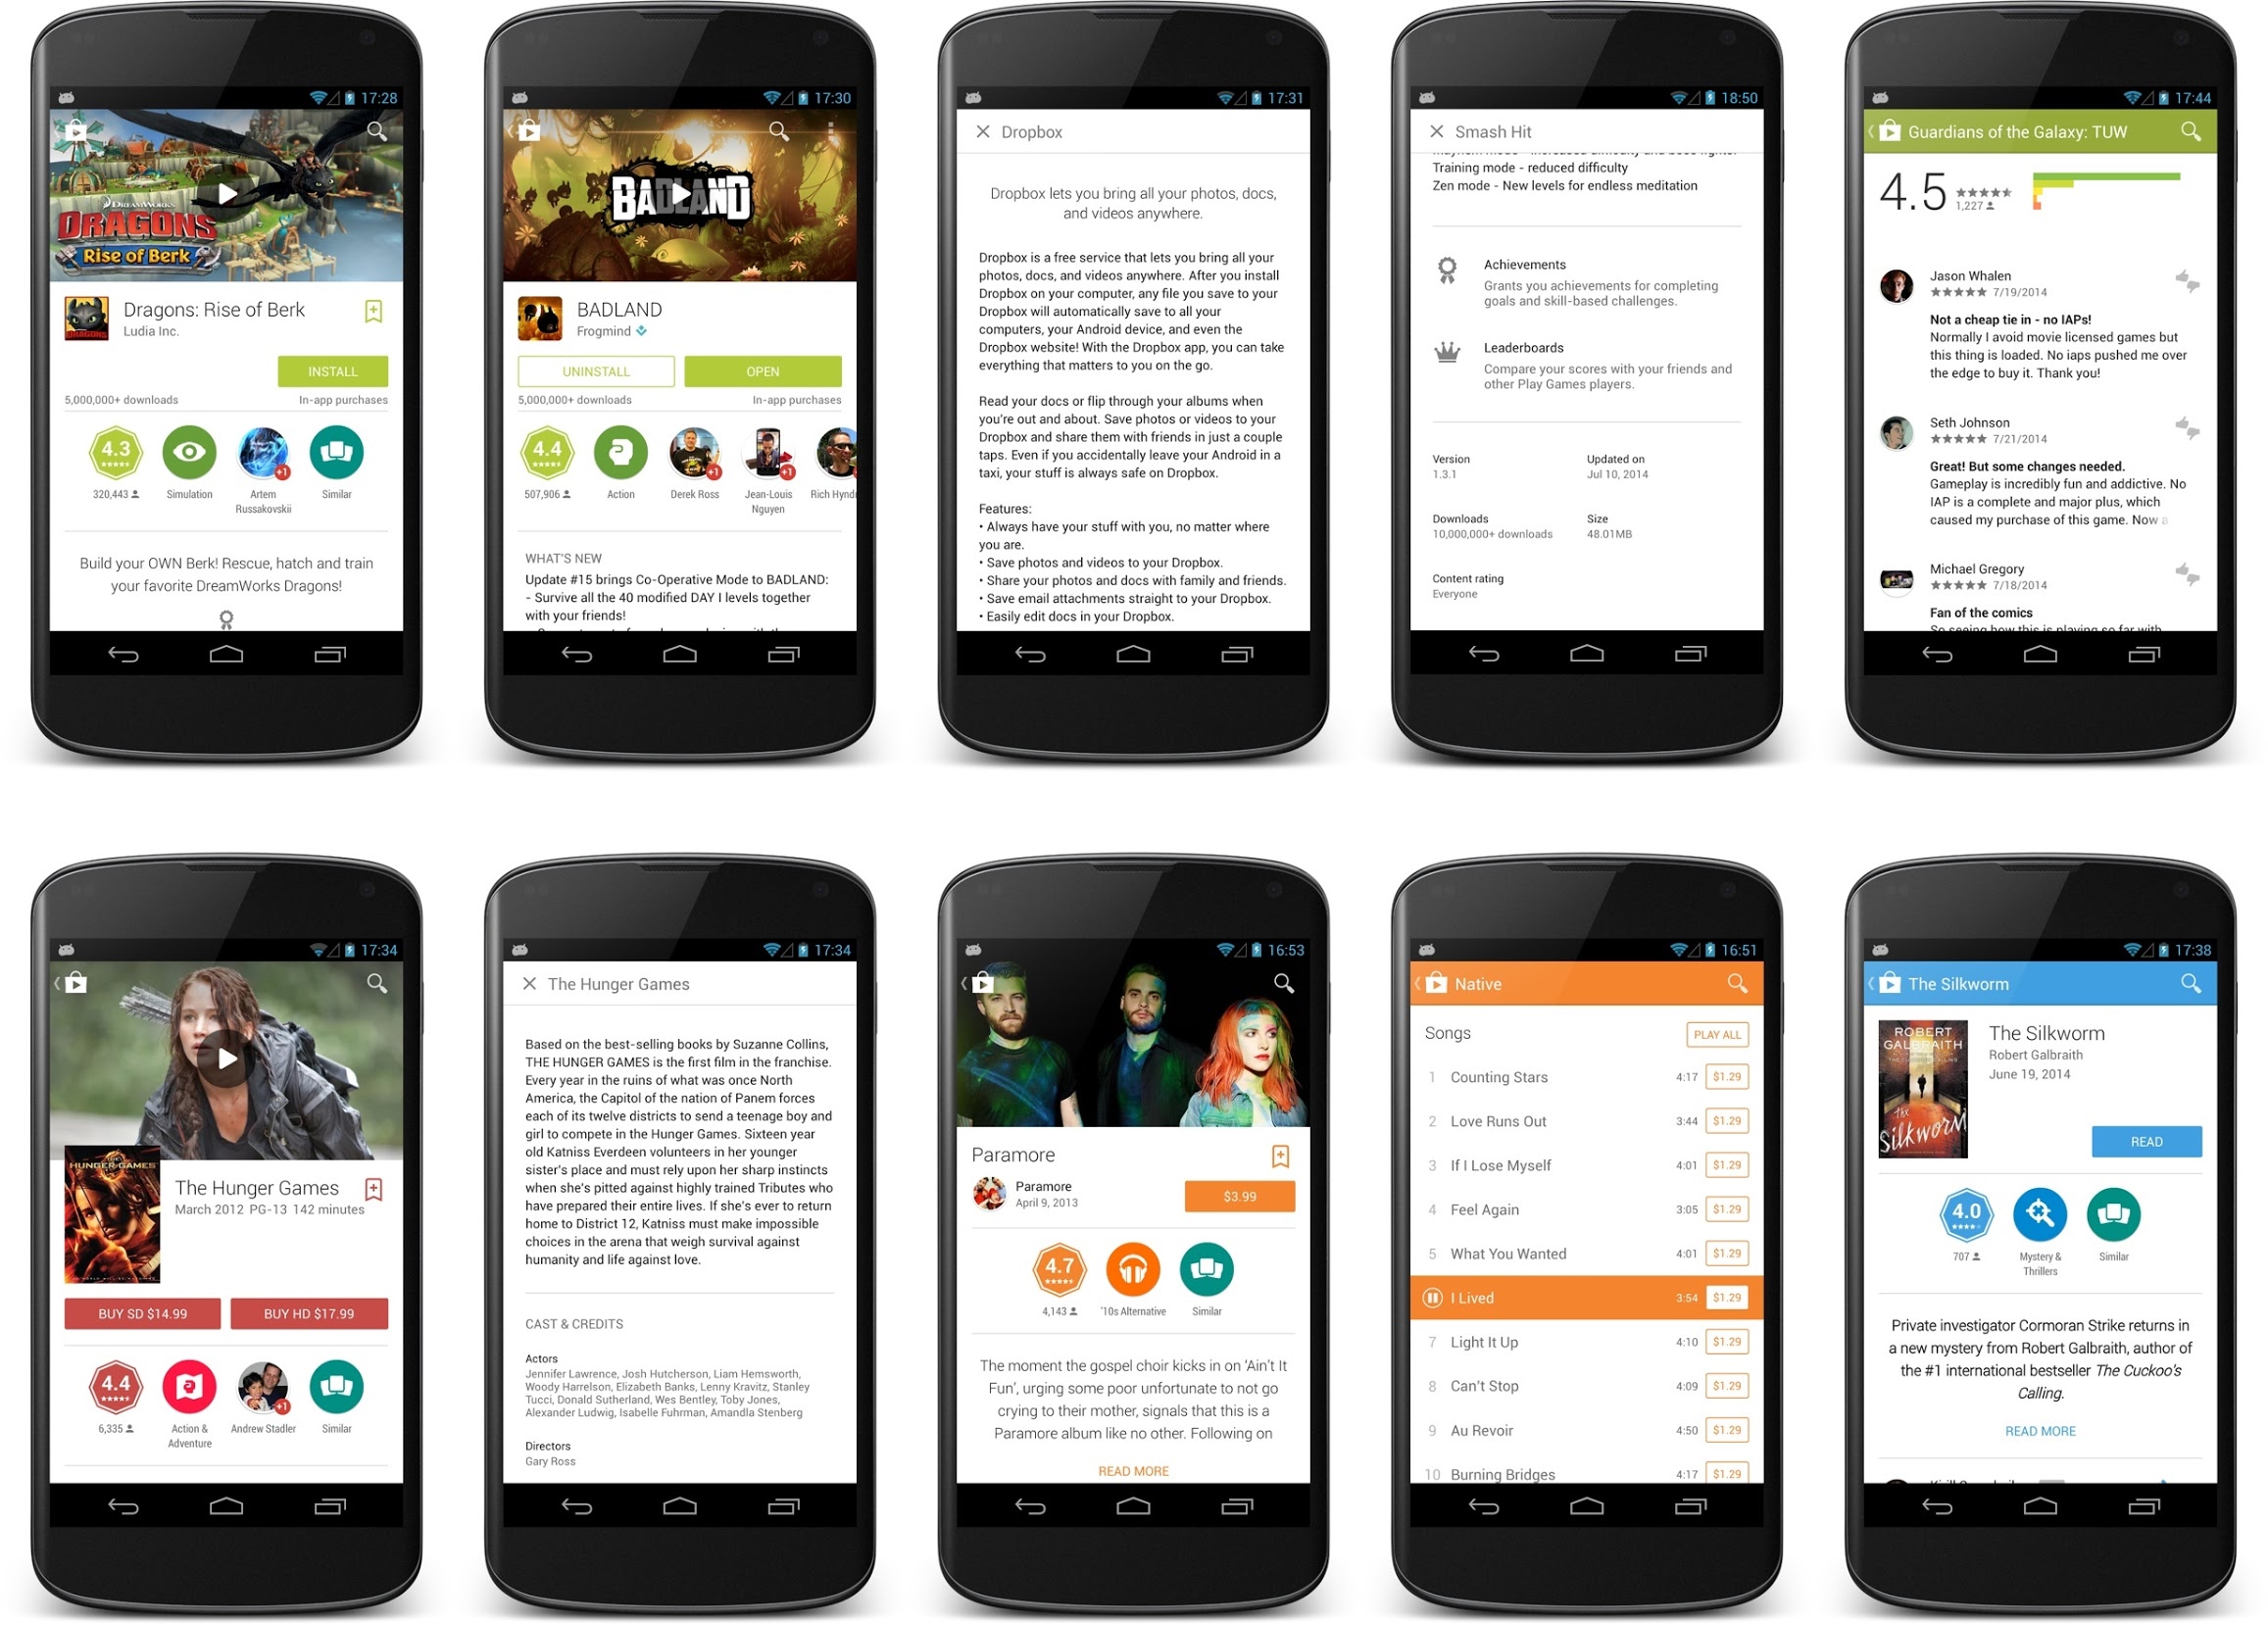 17:28
DREAMWORKS
DRAGONS
Rise of Berk
DRAGONS
Dragons: Rise of Berk
Ludia Inc.
INSTALL
5,000,000+ downloads In-app purchases
4.3
320,443 Simulation Artem Similar
Russakovskii
+1
Build your OWN Berk! Rescue, hatch and train
your favorite DreamWorks Dragons!
17:30
BADLAND
BADLAND
Frogmind
UNINSTALL OPEN
5,000,000+ downloads In-app purchases
4.4
+1 +1
507,906 Action Derek Ross Jean-Louis Rich Hynd
Nguyen
WHAT'S NEW
Update #15 brings Co-Operative Mode to BADLAND:
- Survive all the 40 modified DAY I levels together
with your friends!
17:31
Dropbox
Dropbox lets you bring all your photos, docs,
and videos anywhere.
Dropbox is a free service that lets you bring all your
photos, docs, and videos anywhere. After you install
Dropbox on your computer, any file you save to your
Dropbox will automatically save to all your
computers, your Android device, and even the
Dropbox website! With the Dropbox app, you can take
everything that matters to you on the go.
Read your docs or flip through your albums when
you're out and about. Save photos or videos to your
Dropbox and share them with friends in just a couple
taps. Even if you accidentally leave your Android in a
taxi, your stuff is always safe on Dropbox.
Features:
• Always have your stuff with you, no matter where
you are.
• Save photos and videos to your Dropbox.
• Share your photos and docs with family and friends.
• Save email attachments straight to your Dropbox.
• Easily edit docs in your Dropbox.
18:50
Smash Hit
Training mode - reduced difficulty
Zen mode - New levels for endless meditation
Achievements
Grants you achievements for completing
goals and skill-based challenges.
Leaderboards
Compare your scores with your friends and
other Play Games players.
Version Updated on
1.3.1 Jul 10, 2014
Downloads Size
10,000,000+ downloads 48.01MB
Content rating
Everyone
17:44
Guardians of the Galaxy: TUW
4.5
1,227
Jason Whalen
7/19/2014
Not a cheap tie in - no IAPs!
Normally I avoid movie licensed games but
this thing is loaded. No iaps pushed me over
the edge to buy it. Thank you!
Seth Johnson
7/21/2014
Great! But some changes needed.
Gameplay is incredibly fun and addictive. No
IAP is a complete and major plus, which
caused my purchase of this game. Now a
Michael Gregory
7/18/2014
Fan of the comics
So seeing how this is playing so far with
17:34
THE
HUNGER GAMES
The Hunger Games
March 2012 PG-13 142 minutes
BUY SD $14.99 BUY HD $17.99
4.4
+1
6,335 Action & Andrew Stadler Similar
Adventure
17:34
The Hunger Games
Based on the best-selling books by Suzanne Collins,
THE HUNGER GAMES is the first film in the franchise.
Every year in the ruins of what was once North
America, the Capitol of the nation of Panem forces
each of its twelve districts to send a teenage boy and
girl to compete in the Hunger Games. Sixteen year
old Katniss Everdeen volunteers in her younger
sister's place and must rely upon her sharp instincts
when she's pitted against highly trained Tributes who
have prepared their entire lives. If she's ever to return
home to District 12, Katniss must make impossible
choices in the arena that weigh survival against
humanity and life against love.
CAST & CREDITS
Actors
Jennifer Lawrence, Josh Hutcherson, Liam Hemsworth,
Woody Harrelson, Elizabeth Banks, Lenny Kravitz, Stanley
Tucci, Donald Sutherland, Wes Bentley, Toby Jones,
Alexander Ludwig, Isabelle Fuhrman, Amandla Stenberg
Directors
Gary Ross
16:53
Paramore
Paramore
April 9, 2013
$3.99
4.7
4,143 '10s Alternative Similar
The moment the gospel choir kicks in on 'Ain't It
Fun', urging some poor unfortunate to not go
crying to their mother, signals that this is a
Paramore album like no other. Following on
READ MORE
16:51
Native
Songs PLAY ALL
1 Counting Stars 4:17 $1.29
2 Love Runs Out 3:44 $1.29
3 If I Lose Myself 4:01 $1.29
4 Feel Again 3:05 $1.29
5 What You Wanted 4:01 $1.29
I Lived 3:54 $1.29
7 Light It Up 4:10 $1.29
8 Can't Stop 4:09 $1.29
9 Au Revoir 4:50 $1.29
10 Burning Bridges 4:17 $1.29
17:38
The Silkworm
ROBERT
GALBRAITH
the
Silkworm
The Silkworm
Robert Galbraith
June 19, 2014
READ
4.0
707 Mystery & Similar
Thrillers
Private investigator Cormoran Strike returns in
a new mystery from Robert Galbraith, author of
the #1 international bestseller The Cuckoo's
Calling.
READ MORE